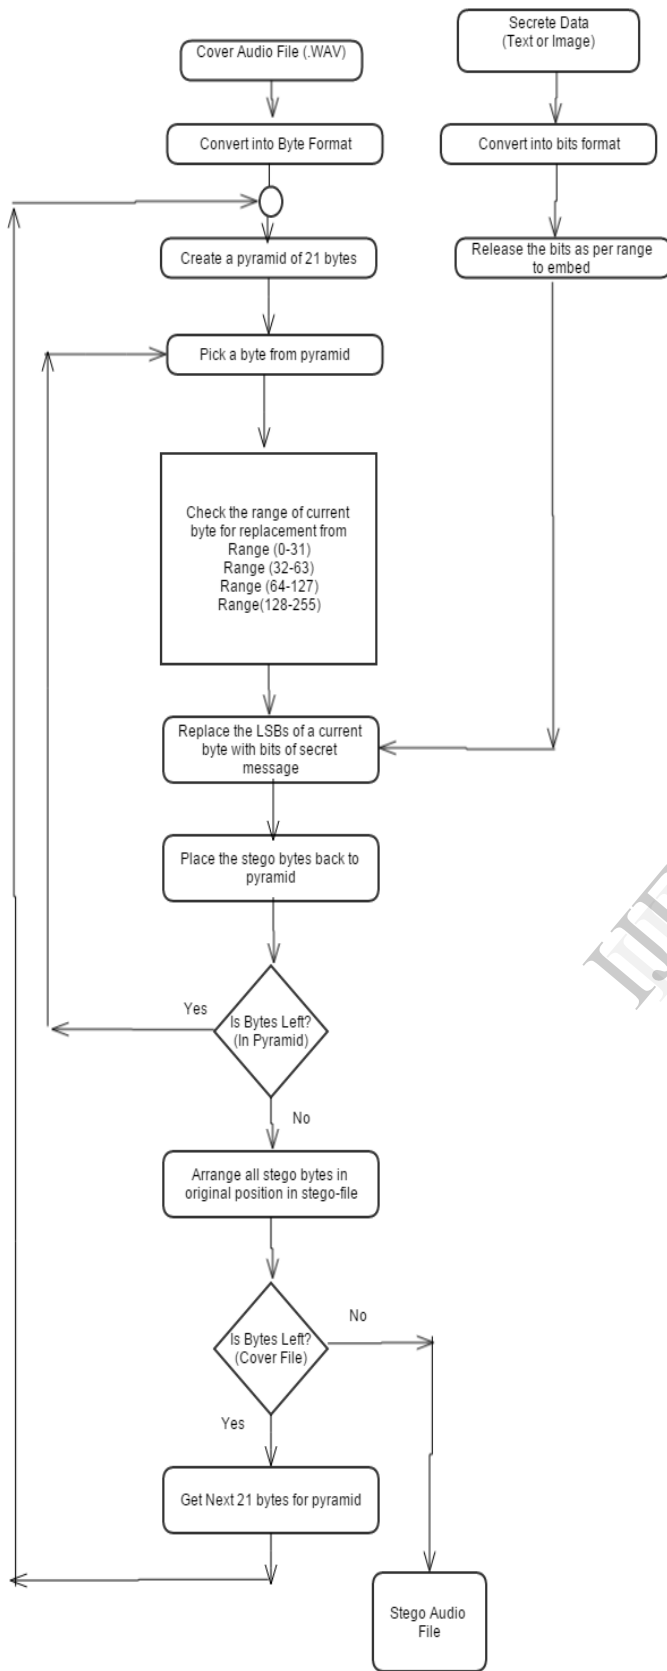 Secrete Data
(Text or Image)
Cover Audio File (.WAV)
Convert into Byte Format
Convert into bits format
Create a pyramid of 21 bytes
Release the bits as per range
to embed
Pick a byte from pyramid
Check the range of current
byte for replacement from
Range (0-31)
Range (32-63)
Range (64-127)
Range(128-255)
Replace the LSBs of a current
byte with bits of secret
message
Place the stego bytes back to
pyramid
Yes
Is Bytes Left?
(In Pyramid)
No
Arrange all stego bytes in
original position in stego-file
No
Is Bytes Left?
(Cover File)
Yes
Get Next 21 bytes for pyramid
Stego Audio
File